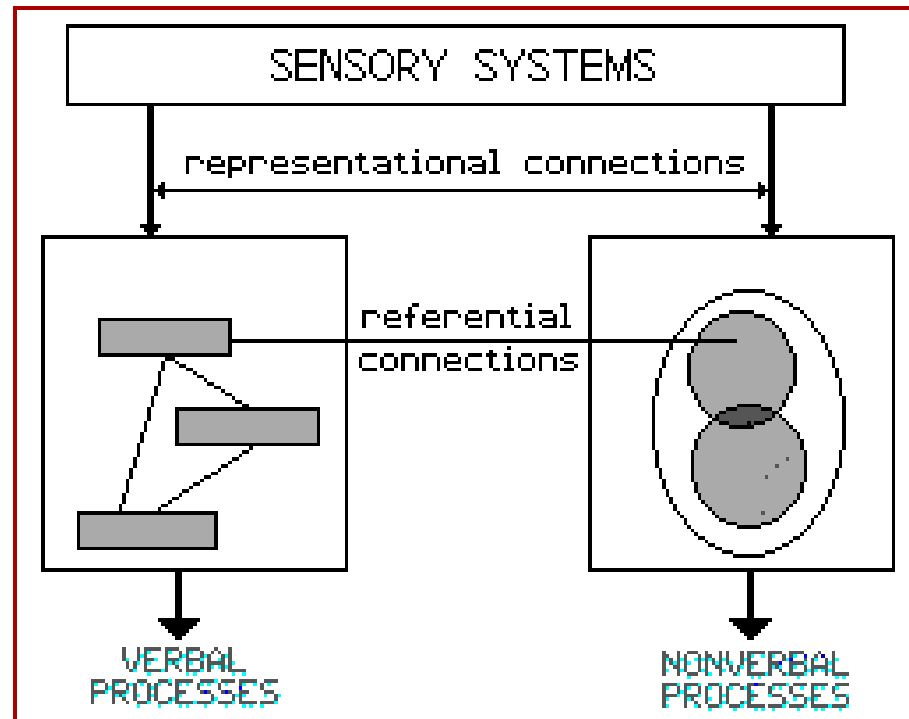 SENSORY SYSTEMS
representational connections
referential
connections
VERBAL
PROCESSES
NONVERBAL
PROCESSES